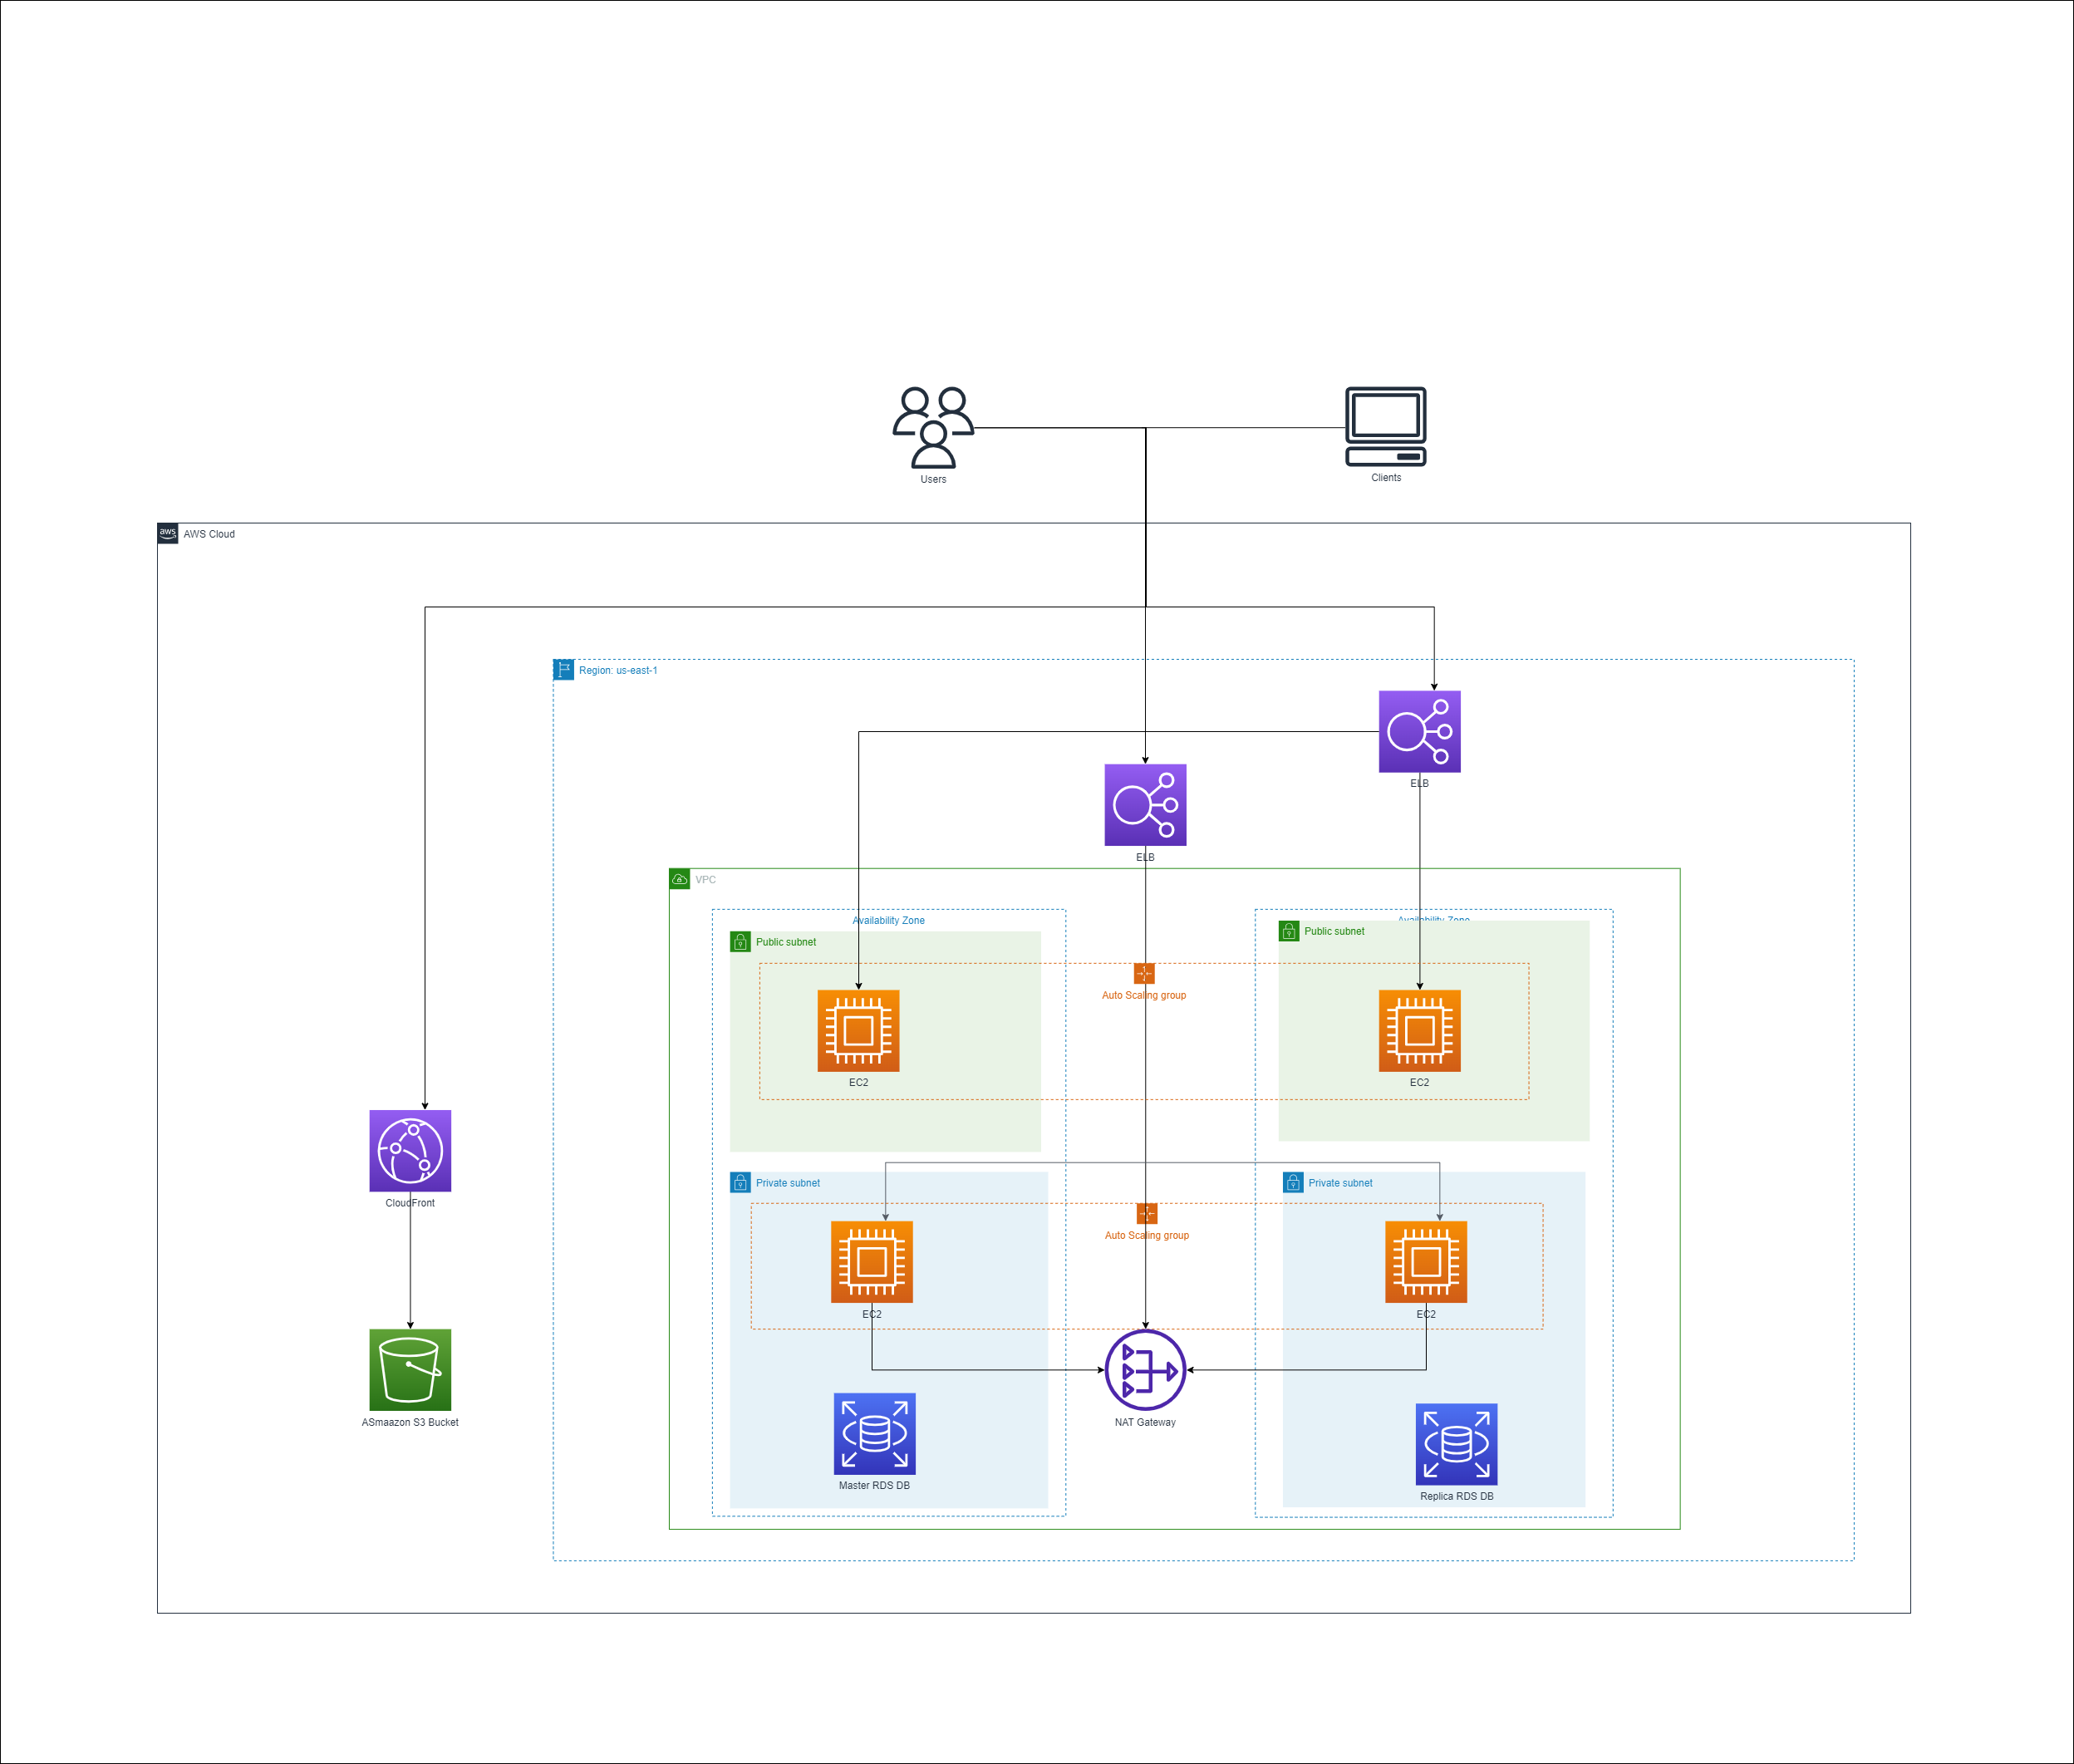 Users
Clients
aws
AWS Cloud
Region: us-east-1
ELB
ELB
VPC
Availability Zone
Availability Zone
Public subnet
Public subnet
Auto Scaling group
EC2
EC2
CloudFront
Private subnet
Private subnet
Auto Scaling group
EC2
EC2
ASmaazon S3 Bucket
NAT Gateway
Master RDS DB
Replica RDS DB